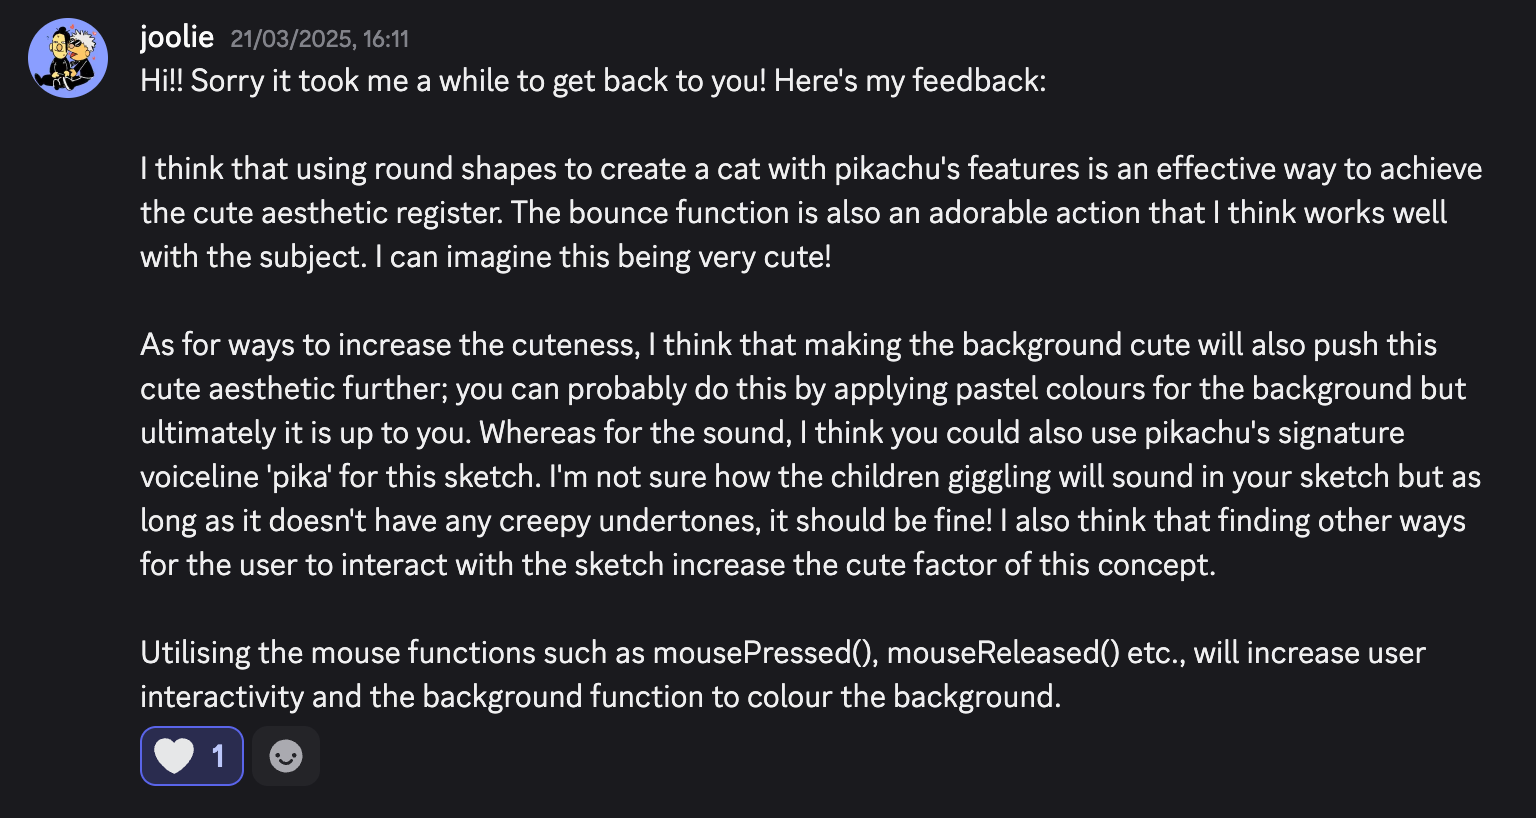 joolie 21/03/2025, 16:11
Hi!! Sorry it took me a while to get back to you! Here's my feedback:
I think that using round shapes to create a cat with pikachu's features is an effective way to achieve
the cute aesthetic register. The bounce function is also an adorable action that I think works well
with the subject. I can imagine this being very cute!
As for ways to increase the cuteness, I think that making the background cute will also push this
cute aesthetic further; you can probably do this by applying pastel colours for the background but
ultimately it is up to you. Whereas for the sound, I think you could also use pikachu's signature
voiceline 'pika' for this sketch. I'm not sure how the children giggling will sound in your sketch but as
long as it doesn't have any creepy undertones, it should be fine! I also think that finding other ways
for the user to interact with the sketch increase the cute factor of this concept.
Utilising the mouse functions such as mousePressed(), mouseReleased() etc., will increase user
interactivity and the background function to colour the background.
1